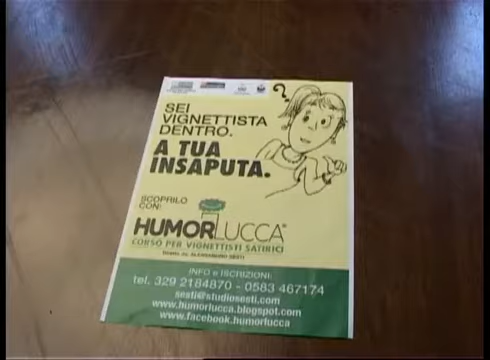 ?
SEI
VIGNETTISTA
DENTRO.
A TUA
INSAPUTA.
SCOPRILO
CON:
HUMORLUCCA
CORSO PER VIGNETTISTI SATIRICI
INFO e ISCRIZIONI:
tel. 329 2184870 - 0583 467174
sesti@studiosesti.com
www.humorlucca.blogspot.com
www.facebook.humorlucca